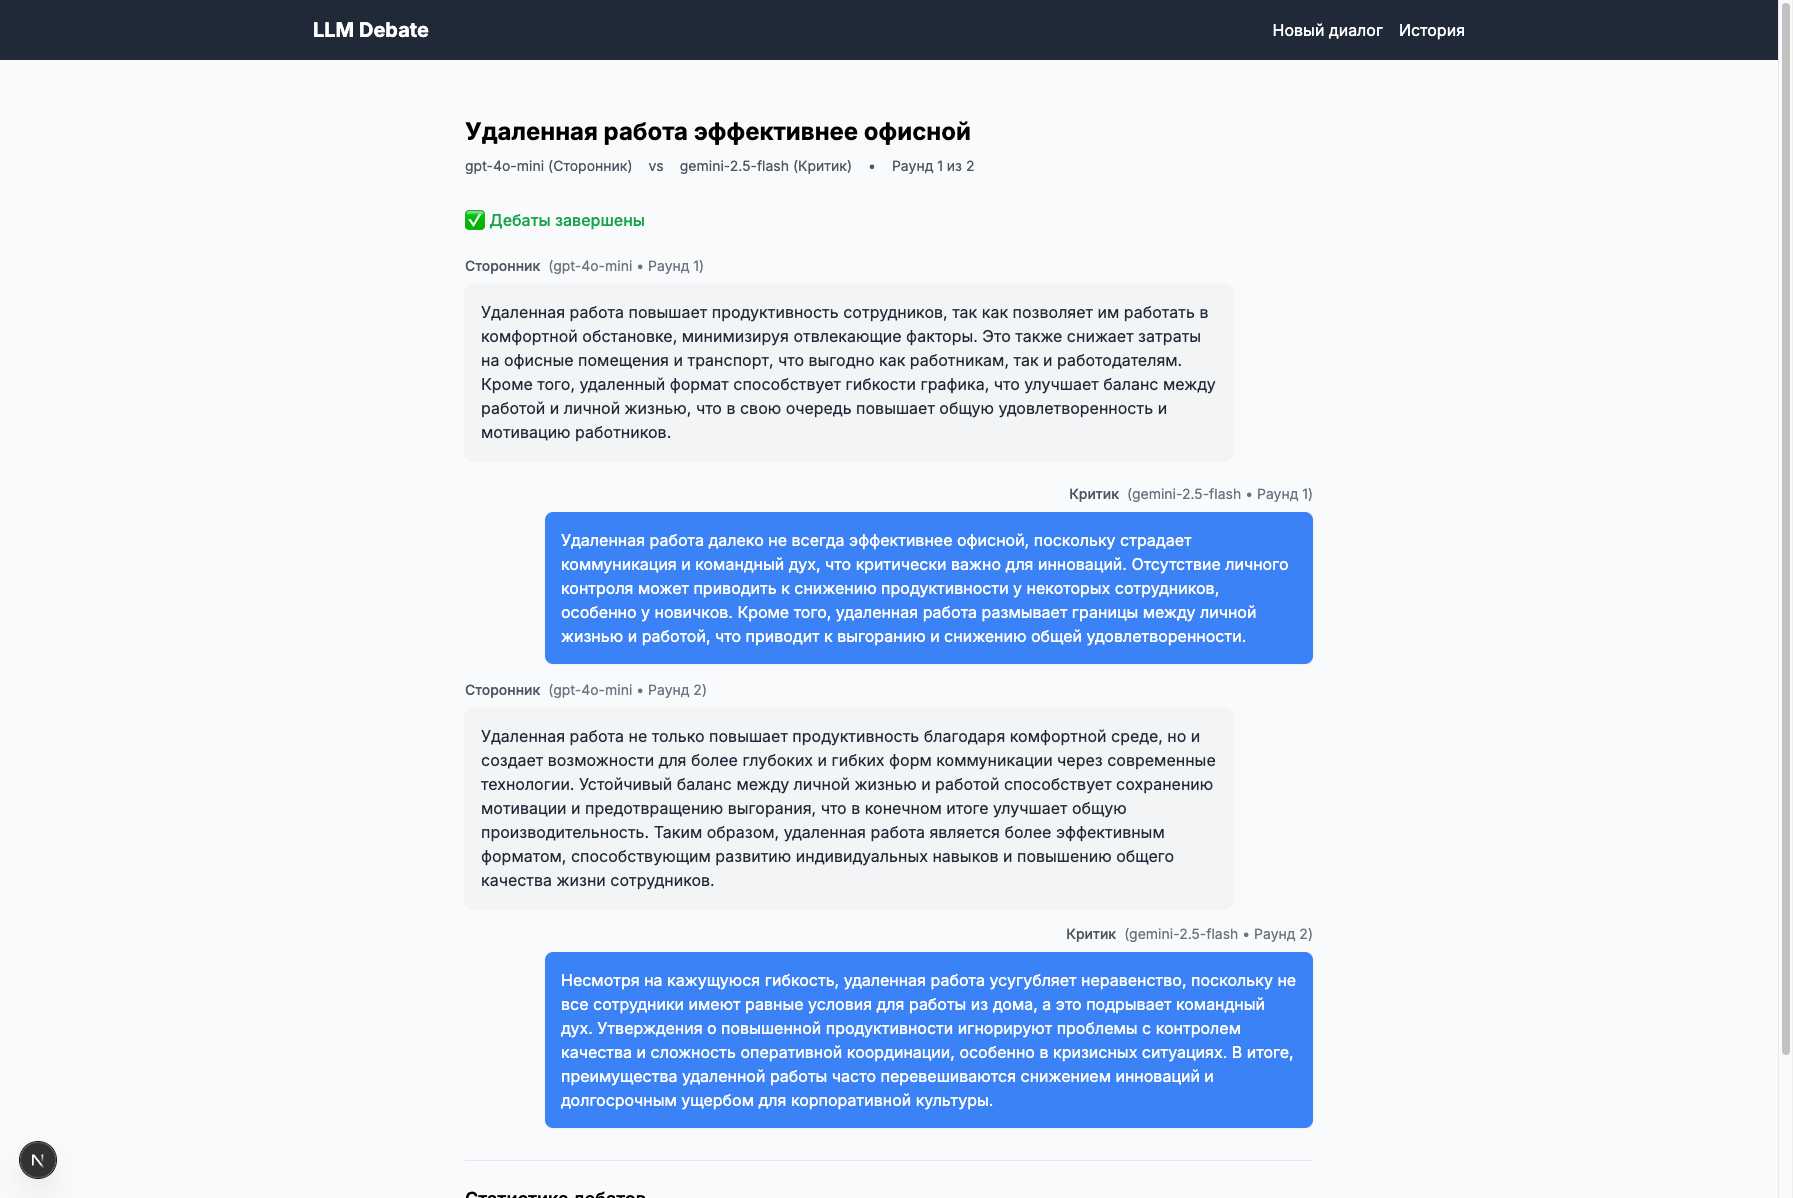 LLM Debate
Новый диалог История
Удаленная работа эффективнее офисной
gpt-4o-mini (Сторонник) vs gemini-2.5-flash (Критик) • Раунд 1 из 2
✅ Дебаты завершены
Сторонник (gpt-4o-mini • Раунд 1)
Удаленная работа повышает продуктивность сотрудников, так как позволяет им работать в
комфортной обстановке, минимизируя отвлекающие факторы. Это также снижает затраты
на офисные помещения и транспорт, что выгодно как работникам, так и работодателям.
Кроме того, удаленный формат способствует гибкости графика, что улучшает баланс между
работой и личной жизнью, что в свою очередь повышает общую удовлетворенность и
мотивацию работников.
Критик (gemini-2.5-flash • Раунд 1)
Удаленная работа далеко не всегда эффективнее офисной, поскольку страдает
коммуникация и командный дух, что критически важно для инноваций. Отсутствие личного
контроля может приводить к снижению продуктивности у некоторых сотрудников,
особенно у новичков. Кроме того, удаленная работа размывает границы между личной
жизнью и работой, что приводит к выгоранию и снижению общей удовлетворенности.
Сторонник (gpt-4o-mini • Раунд 2)
Удаленная работа не только повышает продуктивность благодаря комфортной среде, но и
создает возможности для более глубоких и гибких форм коммуникации через современные
технологии. Устойчивый баланс между личной жизнью и работой способствует сохранению
мотивации и предотвращению выгорания, что в конечном итоге улучшает общую
производительность. Таким образом, удаленная работа является более эффективным
форматом, способствующим развитию индивидуальных навыков и повышению общего
качества жизни сотрудников.
Критик (gemini-2.5-flash • Раунд 2)
Несмотря на кажущуюся гибкость, удаленная работа усугубляет неравенство, поскольку не
все сотрудники имеют равные условия для работы из дома, а это подрывает командный
дух. Утверждения о повышенной продуктивности игнорируют проблемы с контролем
качества и сложность оперативной координации, особенно в кризисных ситуациях. В итоге,
преимущества удаленной работы часто перевешиваются снижением инноваций и
долгосрочным ущербом для корпоративной культуры.
N
Статистика дебатов